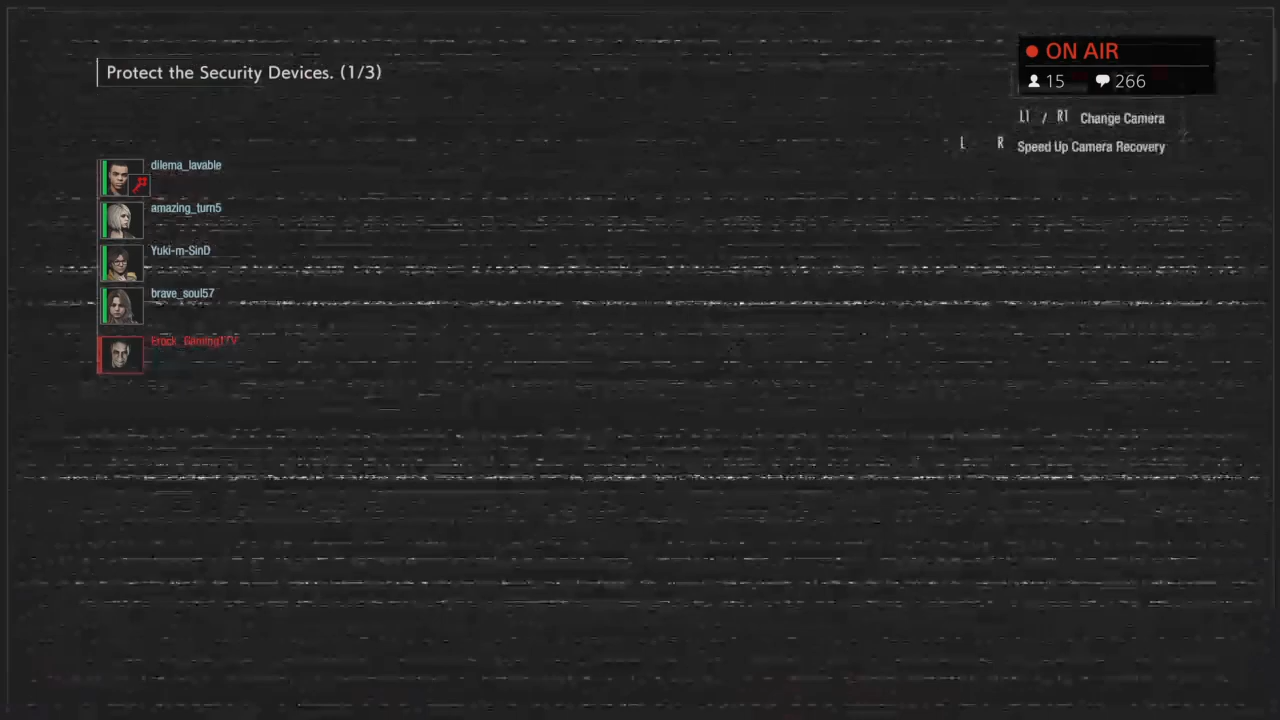 Protect the Security Devices. (1/3)
ON AIR
15 266
L1 / R1 Change Camera
L R Speed Up Camera Recovery
dilema_lavable
amazing_turn5
Yuki-m-SinD
brave_soul57
Erock_GamingTTV